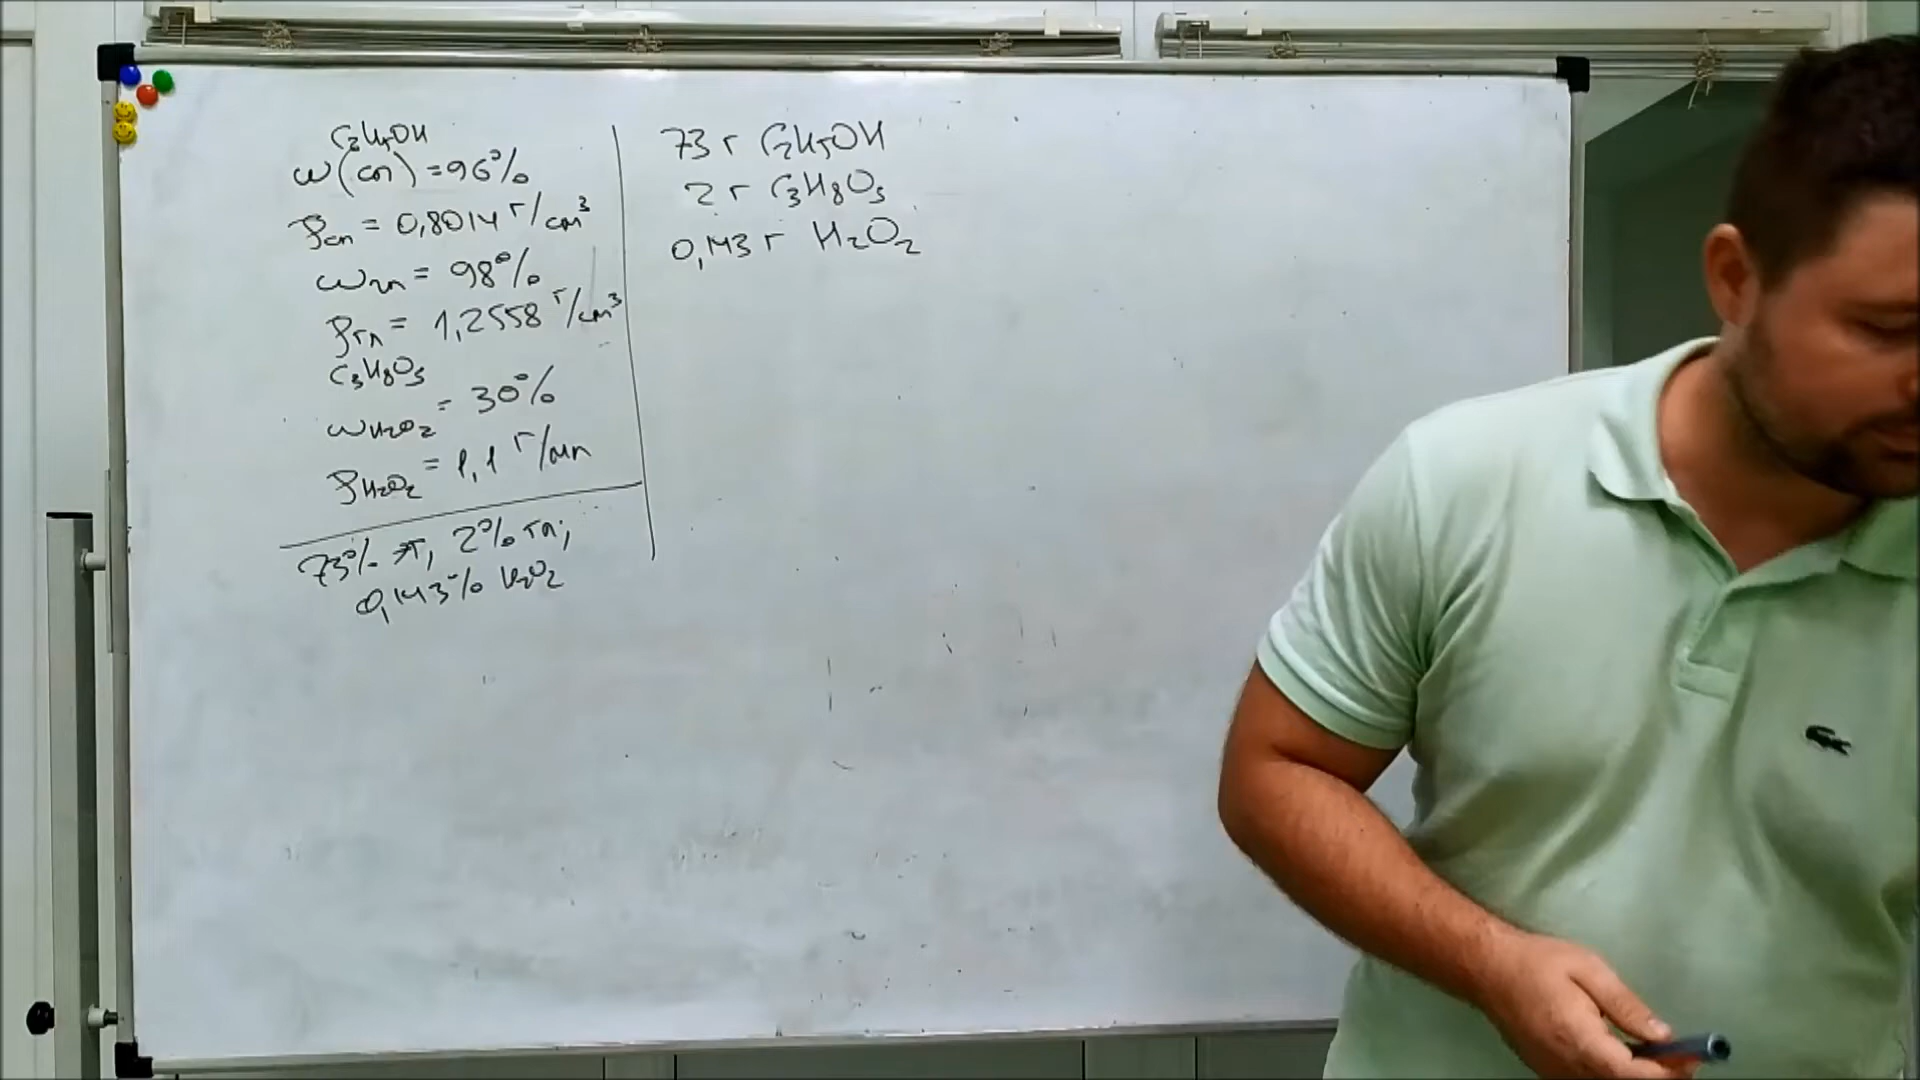 C₂H₅OH
ω(сп) = 96%
ρсп = 0,8014 г/см³
ωгл = 98%
ρгл = 1,2558 г/см³
C₃H₈O₃
ωH₂O₂ = 30%
ρH₂O₂ = 1,1 г/мл
73% эт, 2% гл;
0,143% H₂O₂
73 г C₂H₅OH
2 г C₃H₈O₃
0,143 г H₂O₂